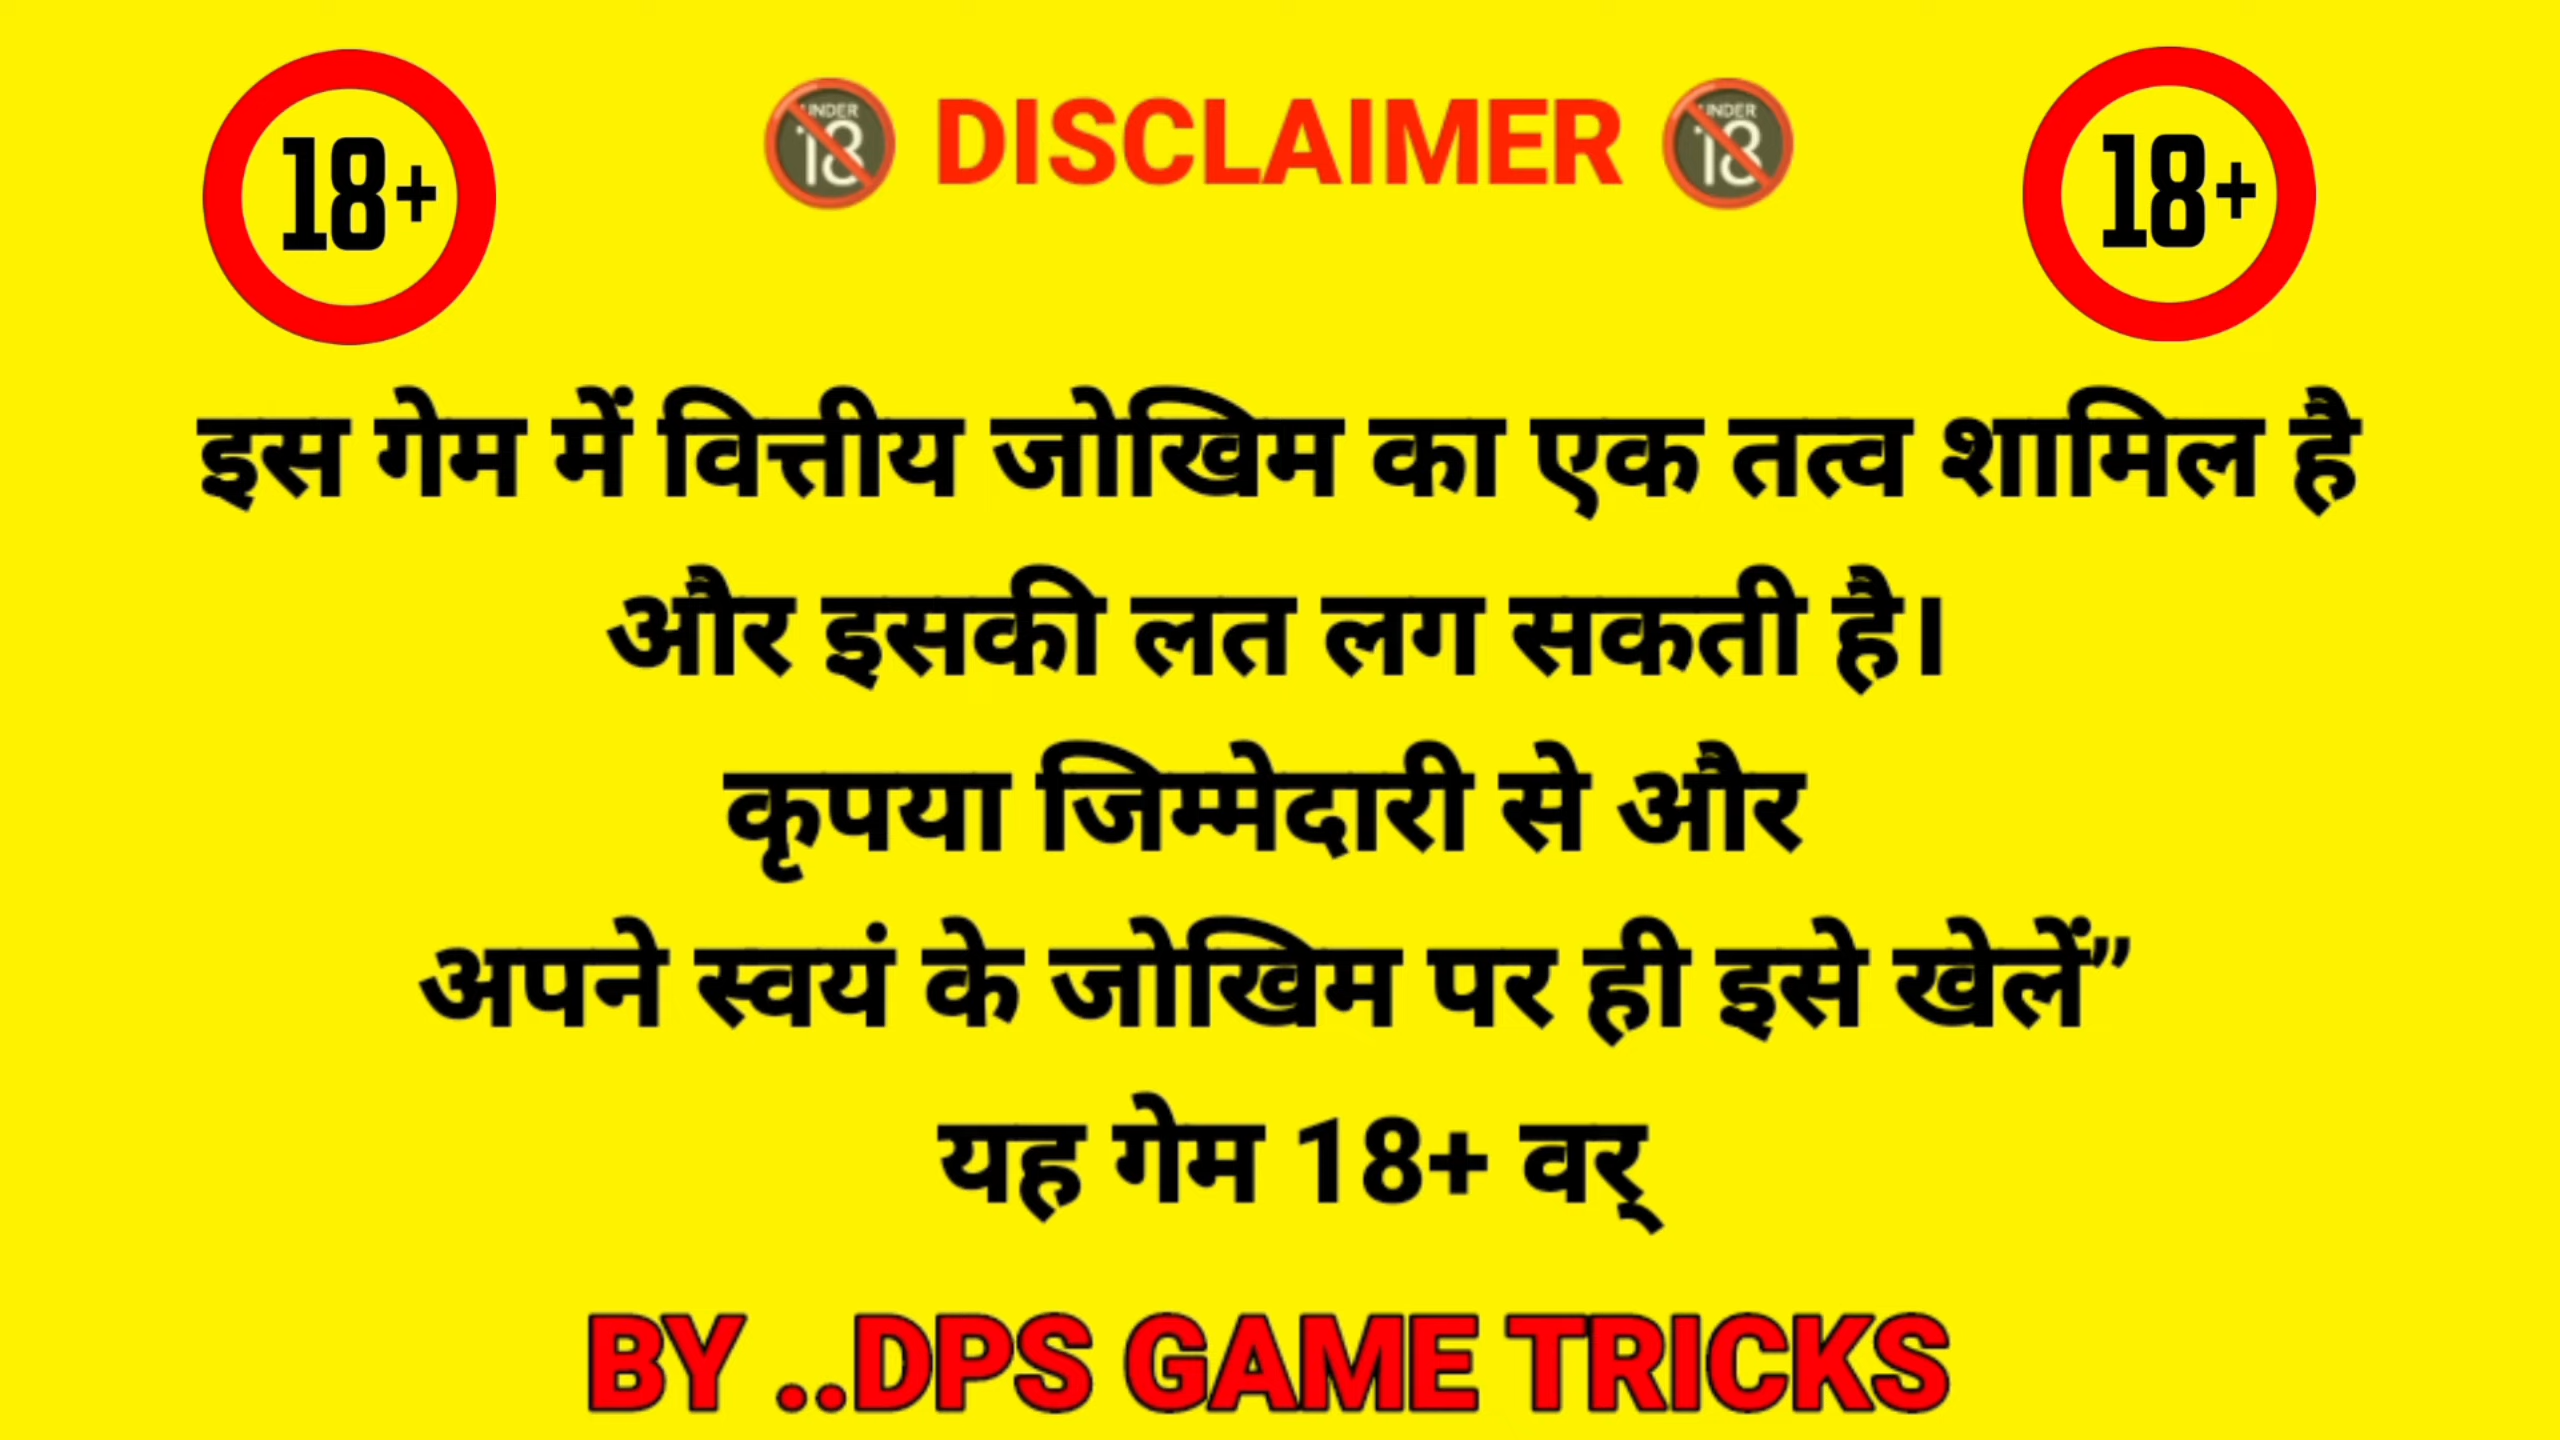 18+
🔞 DISCLAIMER 🔞
18+
इस गेम में वित्तीय जोखिम का एक तत्व शामिल है
और इसकी लत लग सकती है।
कृपया जिम्मेदारी से और
अपने स्वयं के जोखिम पर ही इसे खेलें”
यह गेम 18+ वर्
BY ..DPS GAME TRICKS